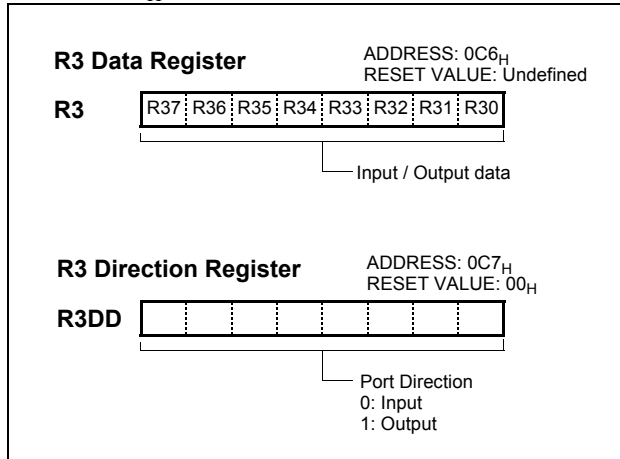 R3 Data Register
ADDRESS: 0C6H
RESET VALUE: Undefined
R3
R37 R36 R35 R34 R33 R32 R31 R30
Input / Output data
R3 Direction Register
ADDRESS: 0C7H
RESET VALUE: 00H
R3DD
Port Direction
0: Input
1: Output